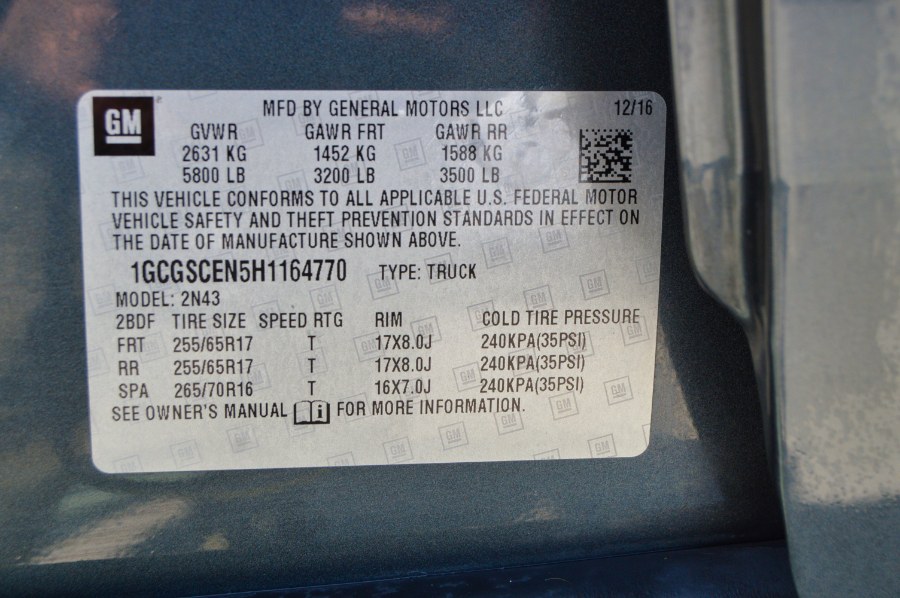 GM MFD BY GENERAL MOTORS LLC 12/16
GVWR GAWR FRT GAWR RR
2631 KG 1452 KG 1588 KG
5800 LB 3200 LB 3500 LB
THIS VEHICLE CONFORMS TO ALL APPLICABLE U.S. FEDERAL MOTOR
VEHICLE SAFETY AND THEFT PREVENTION STANDARDS IN EFFECT ON
THE DATE OF MANUFACTURE SHOWN ABOVE.
1GCGSCEN5H1164770 TYPE: TRUCK
MODEL: 2N43
2BDF TIRE SIZE SPEED RTG RIM COLD TIRE PRESSURE
FRT 255/65R17 T 17X8.0J 240KPA(35PSI)
RR 255/65R17 T 17X8.0J 240KPA(35PSI)
SPA 265/70R16 T 16X7.0J 240KPA(35PSI)
SEE OWNER'S MANUAL FOR MORE INFORMATION.